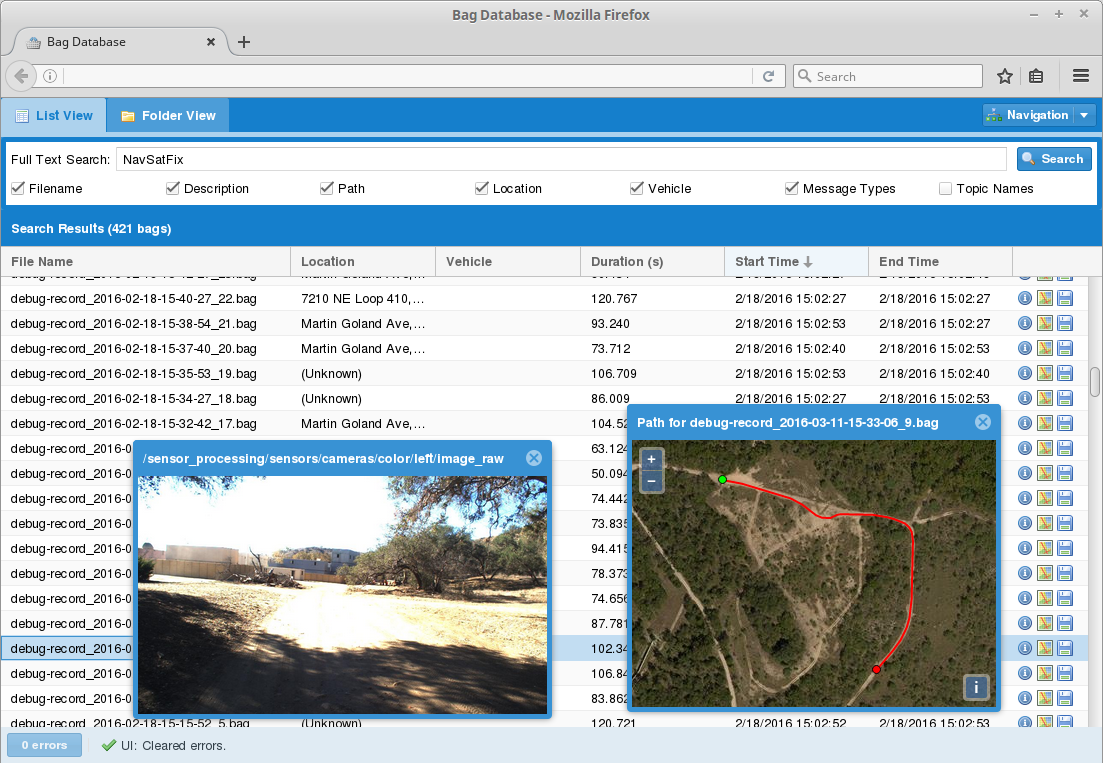 Bag Database - Mozilla Firefox
Bag Database
Search
List View
Folder View
Navigation
Full Text Search:
NavSatFix
Search
Filename
Description
Path
Location
Vehicle
Message Types
Topic Names
Search Results (421 bags)
File Name Location Vehicle Duration (s) Start Time End Time
debug-record_2016-02-18-15-40-27_22.bag 7210 NE Loop 410,... 120.767 2/18/2016 15:02:27 2/18/2016 15:02:27
debug-record_2016-02-18-15-38-54_21.bag Martin Goland Ave,... 93.240 2/18/2016 15:02:53 2/18/2016 15:02:27
debug-record_2016-02-18-15-37-40_20.bag Martin Goland Ave,... 73.712 2/18/2016 15:02:40 2/18/2016 15:02:53
debug-record_2016-02-18-15-35-53_19.bag (Unknown) 106.709 2/18/2016 15:02:53 2/18/2016 15:02:40
debug-record_2016-02-18-15-34-27_18.bag (Unknown) 86.009 2/18/2016 15:02:27 2/18/2016 15:02:53
debug-record_2016-02-18-15-32-42_17.bag Martin Goland Ave,... 104.52
Path for debug-record_2016-03-11-15-33-06_9.bag
+
−
i
debug-record_2016-0 63.124
/sensor_processing/sensors/cameras/color/left/image_raw
debug-record_2016-0 50.094
debug-record_2016-0 74.442
debug-record_2016-0 73.835
debug-record_2016-0 94.415
debug-record_2016-0 78.373
debug-record_2016-0 74.656
debug-record_2016-0 87.781
debug-record_2016-0 102.34
debug-record_2016-0 106.84
debug-record_2016-0 83.862
debug-record_2016-02-18-15-15-52_5.bag (Unknown) 120.721 2/18/2016 15:02:52 2/18/2016 15:02:53
0 errors
UI: Cleared errors.